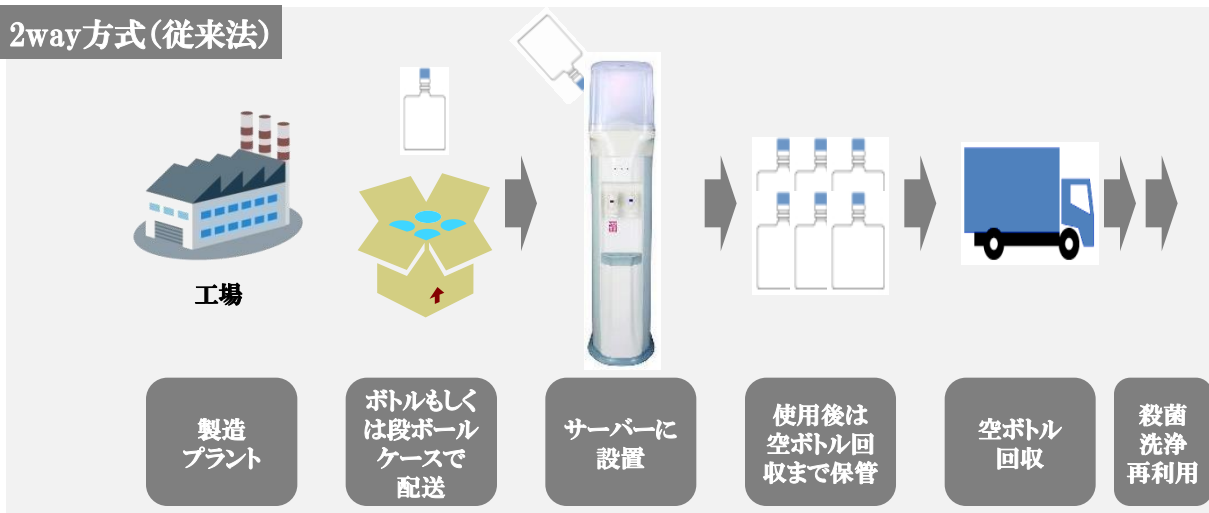 2way方式（従来法）
工場
製造
プラント
ボトルもしく
は段ボール
ケースで
配送
サーバーに
設置
使用後は
空ボトル回
収まで保管
空ボトル
回収
殺菌
洗浄
再利用